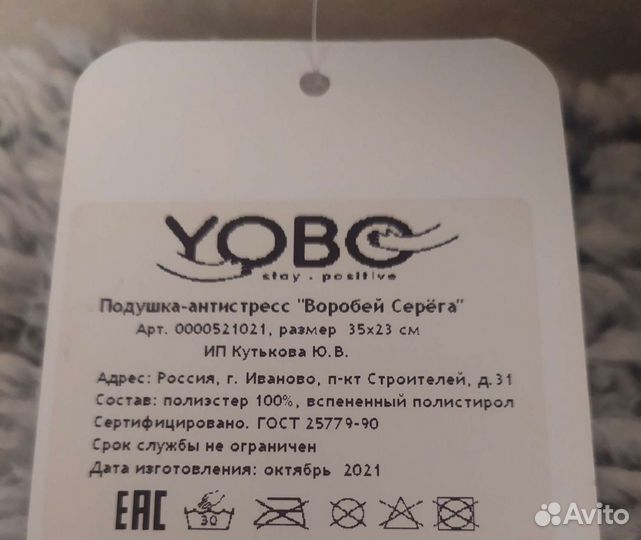 YOBO
stay . positive
Подушка-антистресс "Воробей Серёга"
Арт. 0000521021, размер 35х23 см
ИП Кутькова Ю.В.
Адрес: Россия, г. Иваново, п-кт Строителей, д.31
Состав: полиэстер 100%, вспененный полистирол
Сертифицировано. ГОСТ 25779-90
Срок службы не ограничен
Дата изготовления: октябрь 2021
EAC 30
Avito